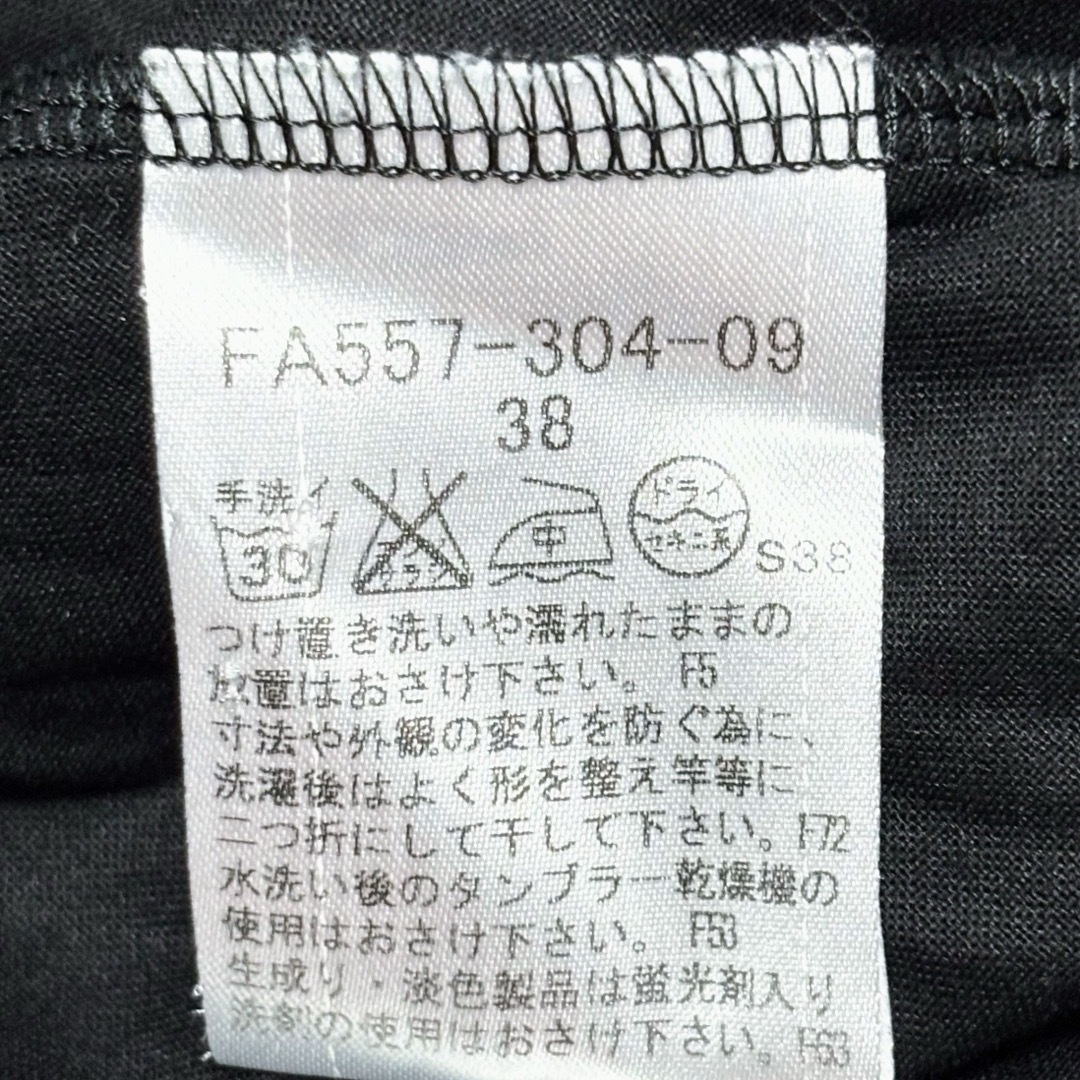 FA557-304-09
38
手洗イ
30
エンソ
サラシ
中
ドライ
セキユ系
S38
つけ置き洗いや濡れたままの
放置はおさけ下さい。 F5
寸法や外観の変化を防ぐ為に、
洗濯後はよく形を整え竿等に
二つ折にして干して下さい。F72
水洗い後のタンブラー乾燥機の
使用はおさけ下さい。 F53
生成り・淡色製品は蛍光剤入り
洗剤の使用はおさけ下さい。F63